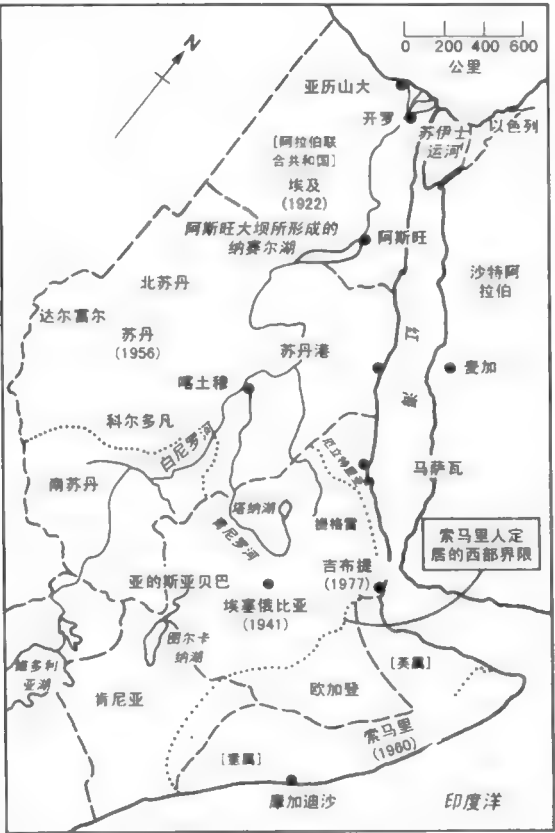 N
0 200 400 600
公里
亚历山大
开罗
苏伊士
运河
以色列
[阿拉伯联
合共和国]
埃及
(1922)
阿斯旺大坝所形成的
纳赛尔湖
阿斯旺
沙特阿
拉伯
北苏丹
达尔富尔
苏丹
(1956)
苏丹港
红海
麦加
喀土穆
科尔多凡
白尼罗河
厄立特里亚
马萨瓦
南苏丹
塔纳湖
青尼罗河
提格雷
索马里人定
居的西部界限
吉布提
(1977)
亚的斯亚贝巴
埃塞俄比亚
(1941)
图尔卡
纳湖
维多利
亚湖
肯尼亚
欧加登
[英属]
索马里
(1960)
[意属]
摩加迪沙
印度洋